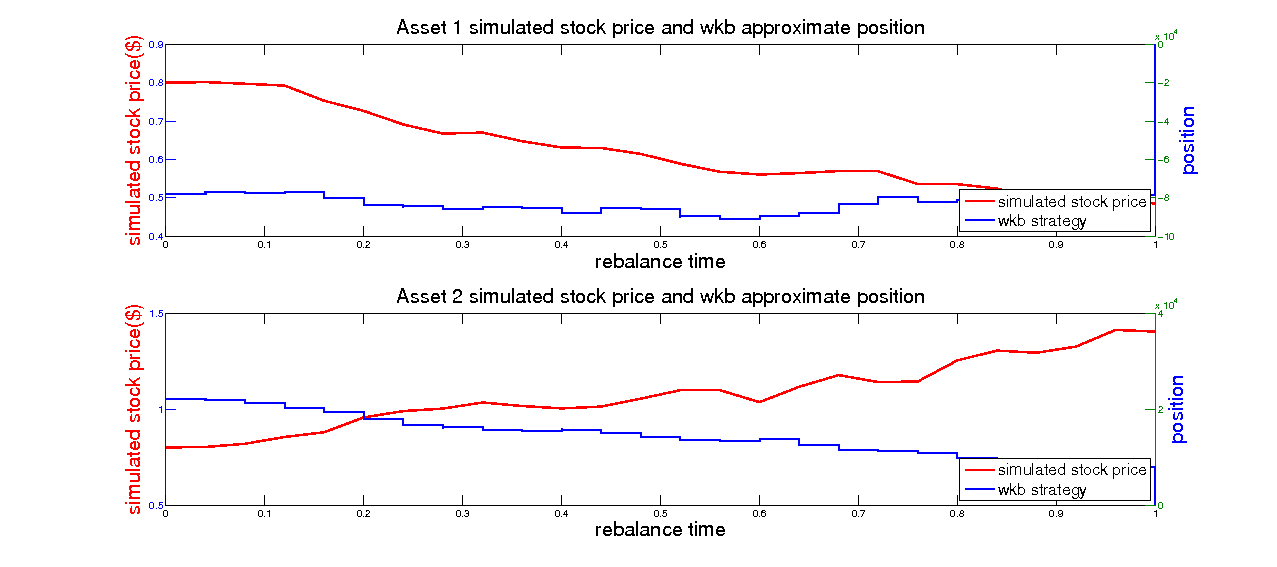 Asset 1 simulated stock price and wkb approximate position
x 10^4
0.9
0.8
0.7
0.6
0.5
0.4
simulated stock price($)
0
-2
-4
-6
-8
-10
position
simulated stock price
wkb strategy
0 0.1 0.2 0.3 0.4 0.5 0.6 0.7 0.8 0.9 1
rebalance time
Asset 2 simulated stock price and wkb approximate position
x 10^4
1.5
1
0.5
simulated stock price($)
4
2
0
position
simulated stock price
wkb strategy
0 0.1 0.2 0.3 0.4 0.5 0.6 0.7 0.8 0.9 1
rebalance time